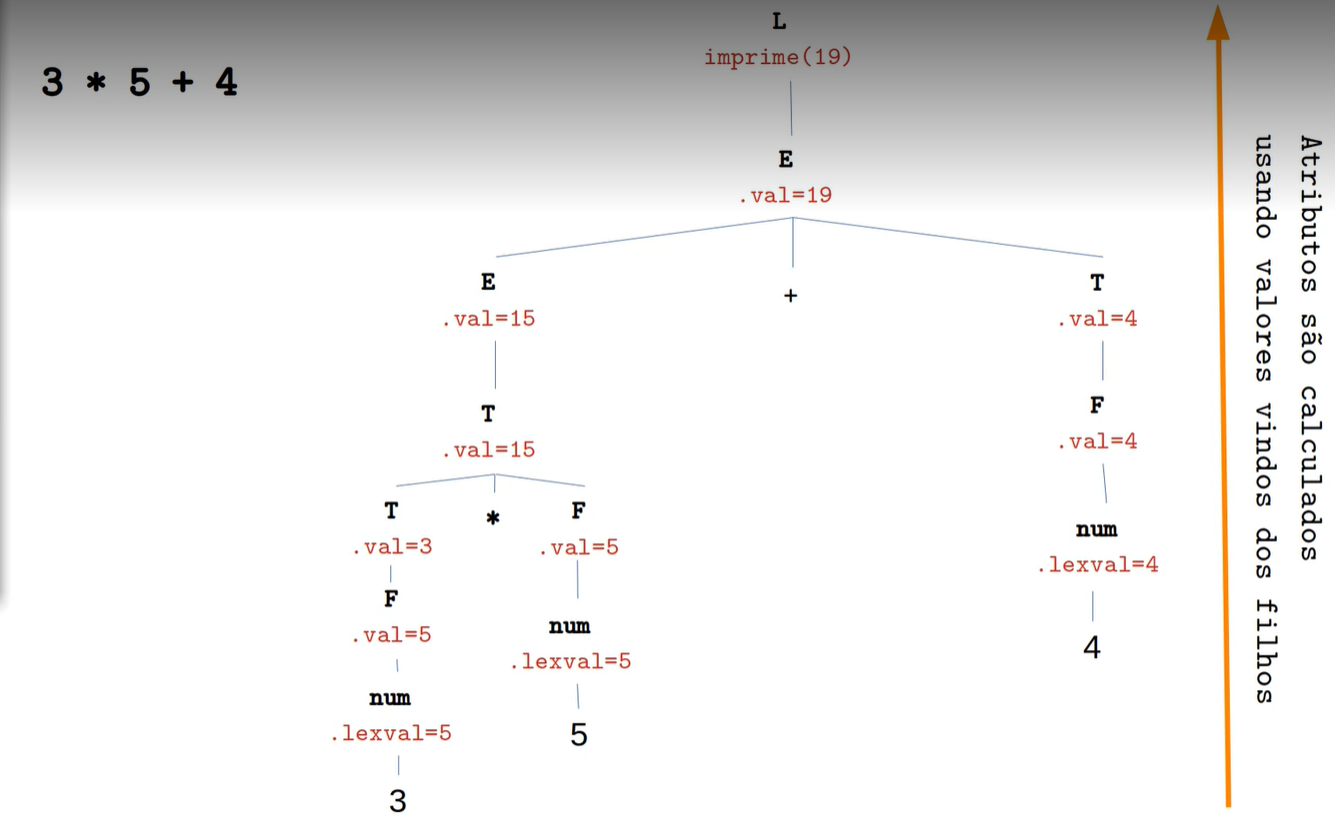 3 * 5 + 4
L
imprime(19)
E
.val=19
E
.val=15
+
T
.val=4
T
.val=15
F
.val=4
T
.val=3
*
F
.val=5
num
.lexval=4
4
F
.val=5
num
.lexval=5
5
num
.lexval=5
3
Atributos são calculados
usando valores vindos dos filhos